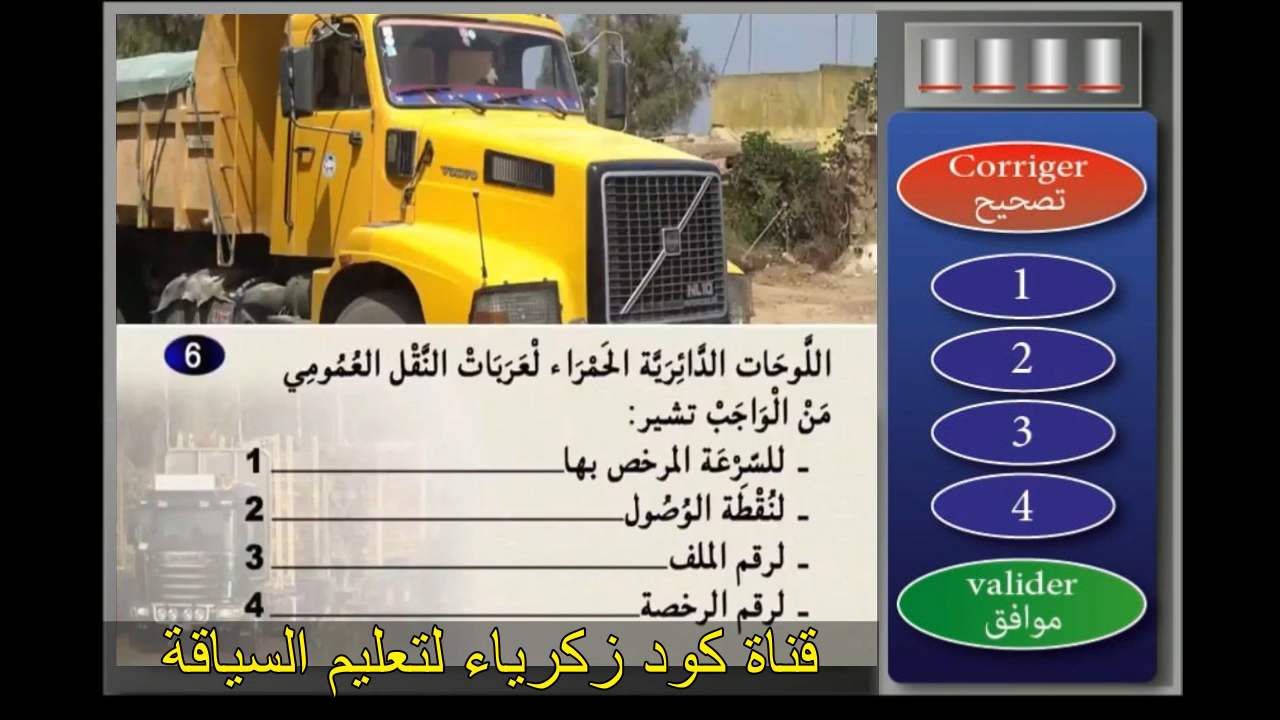 VOLVO
NL10
6
اللَّوحَات الدَّائِرِيَّة الحَمْرَاء لْعَرَبَاتْ النَّقْل العُمُومِي
مَنْ الْوَاجَبْ تشير:
ـ للسِّرْعَة المرخص بها 1
ـ لنُقْطَة الوُصُول 2
ـ لرقم الملف 3
ـ لرقم الرخصة 4
قناة كود زكرياء لتعليم السياقة
Corriger
تصحيح
1
2
3
4
valider
موافق